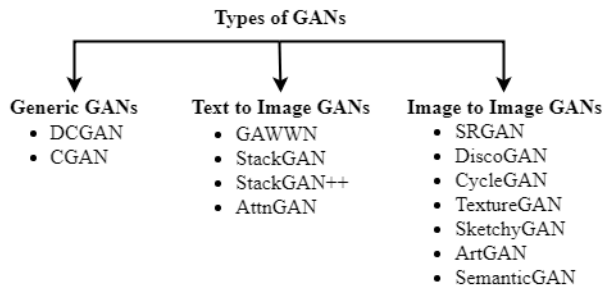 Types of GANs
Generic GANs
• DCGAN
• CGAN
Text to Image GANs
• GAWWN
• StackGAN
• StackGAN++
• AttnGAN
Image to Image GANs
• SRGAN
• DiscoGAN
• CycleGAN
• TextureGAN
• SketchyGAN
• ArtGAN
• SemanticGAN